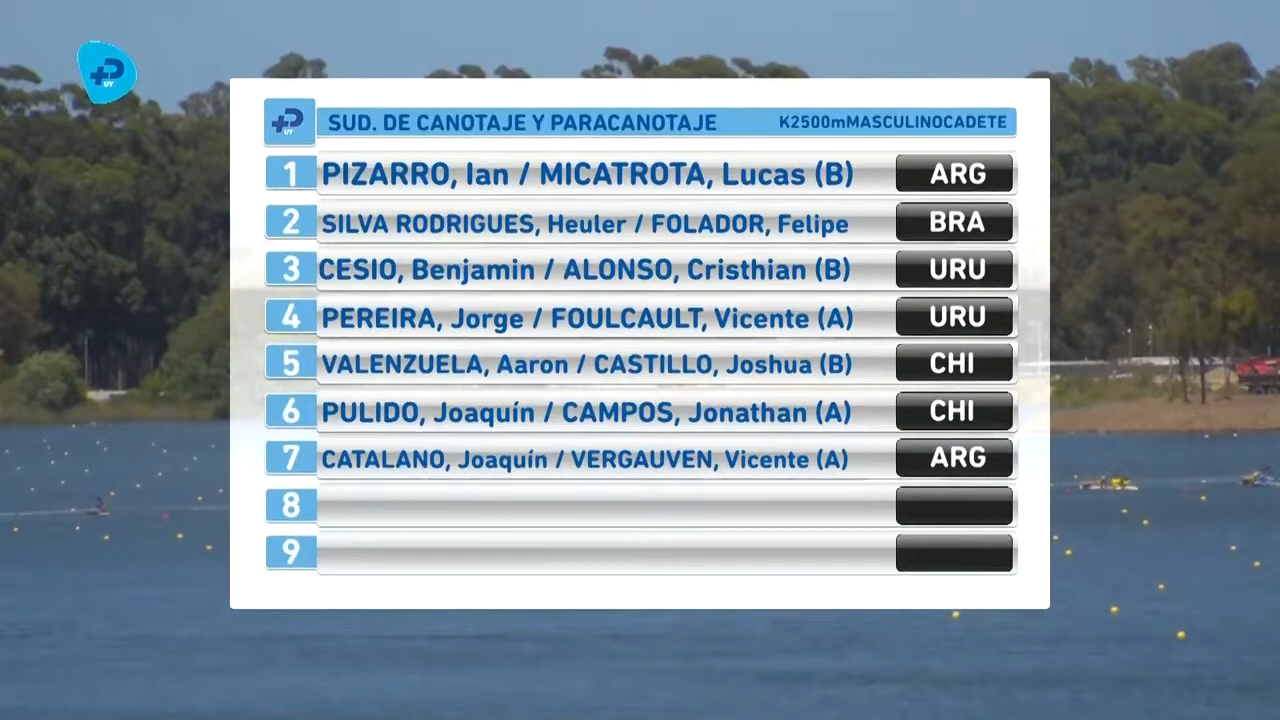 +P
UY
+P
UY
SUD. DE CANOTAJE Y PARACANOTAJE K2500mMASCULINOCADETE
1 PIZARRO, Ian / MICATROTA, Lucas (B) ARG
2 SILVA RODRIGUES, Heuler / FOLADOR, Felipe BRA
3 CESIO, Benjamin / ALONSO, Cristhian (B) URU
4 PEREIRA, Jorge / FOULCAULT, Vicente (A) URU
5 VALENZUELA, Aaron / CASTILLO, Joshua (B) CHI
6 PULIDO, Joaquín / CAMPOS, Jonathan (A) CHI
7 CATALANO, Joaquín / VERGAUVEN, Vicente (A) ARG
8
9